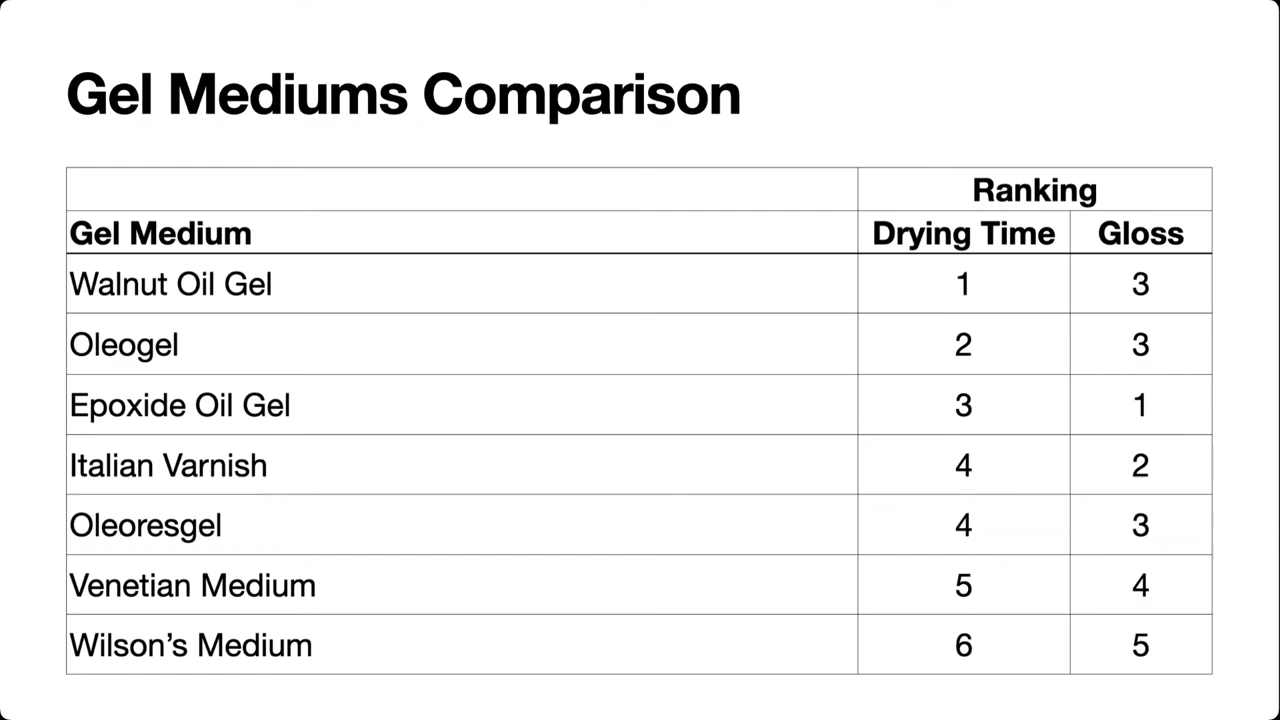 Gel Mediums Comparison
Ranking
Gel Medium Drying Time Gloss
Walnut Oil Gel 1 3
Oleogel 2 3
Epoxide Oil Gel 3 1
Italian Varnish 4 2
Oleoresgel 4 3
Venetian Medium 5 4
Wilson’s Medium 6 5